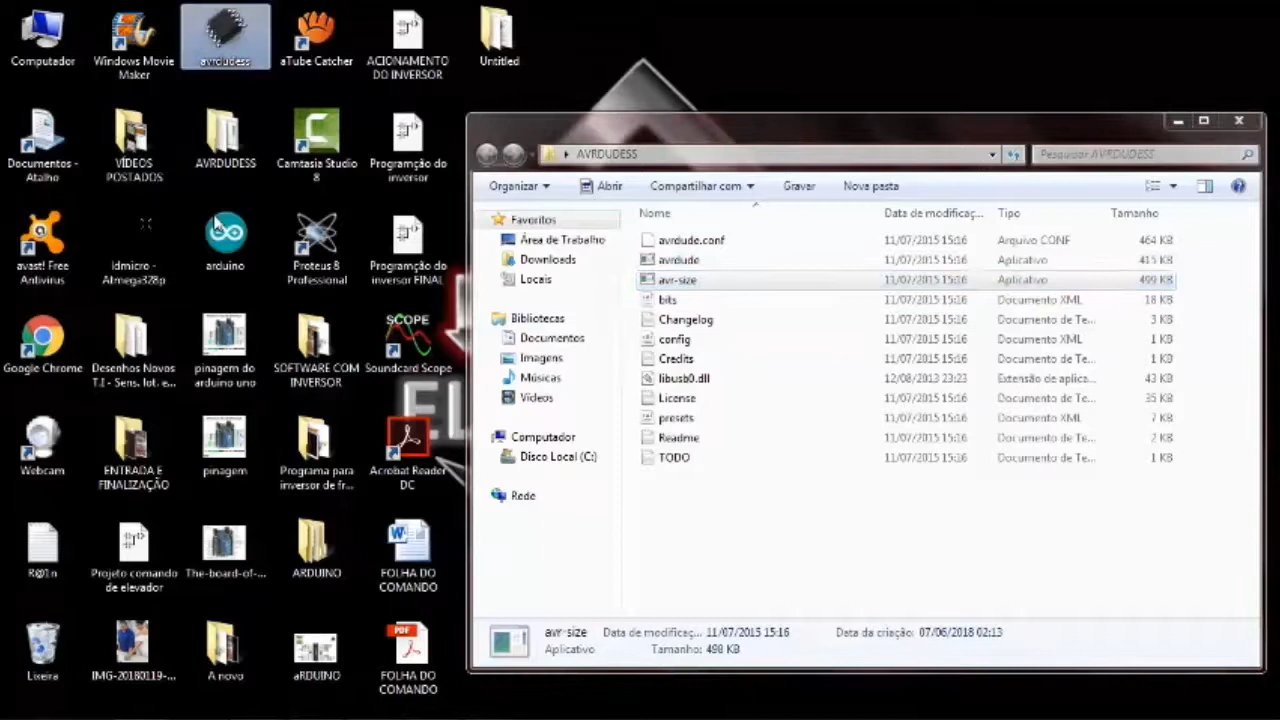 Computador
Windows Movie
Maker
avrdudess
aTube Catcher
ACIONAMENTO
DO INVERSOR
Untitled
Documentos -
Atalho
VÍDEOS
POSTADOS
AVRDUDESS
Camtasia Studio
8
Programção do
inversor
avast! Free
Antivirus
ldmicro -
Atmega328p
arduino
Proteus 8
Professional
Programção do
inversor FINAL
Google Chrome
Desenhos Novos
T.I - Sens. lot. e...
pinagem do
arduino uno
SOFTWARE COM
INVERSOR
SCOPE
Soundcard Scope
Webcam
ENTRADA E
FINALIZAÇÃO
pinagem
Programa para
inversor de fr...
Acrobat Reader
DC
EL
R@1n
Projeto comando
de elevador
The-board-of-...
ARDUINO
FOLHA DO
COMANDO
Lixeira
IMG-20180119-...
A novo
aRDUINO
PDF
FOLHA DO
COMANDO
AVRDUDESS
Pesquisar AVRDUDESS
Organizar
Abrir
Compartilhar com
Gravar
Nova pasta
Favoritos
Área de Trabalho
Downloads
Locais
Bibliotecas
Documentos
Imagens
Músicas
Vídeos
Computador
Disco Local (C:)
Rede
Nome Data de modificaç... Tipo Tamanho
avrdude.conf 11/07/2015 15:16 Arquivo CONF 464 KB
avrdude 11/07/2015 15:16 Aplicativo 415 KB
avr-size 11/07/2015 15:16 Aplicativo 499 KB
bits 11/07/2015 15:16 Documento XML 18 KB
Changelog 11/07/2015 15:16 Documento de Te... 3 KB
config 11/07/2015 15:16 Documento XML 1 KB
Credits 11/07/2015 15:16 Documento de Te... 1 KB
libusb0.dll 12/08/2013 23:23 Extensão de aplica... 43 KB
License 11/07/2015 15:16 Documento de Te... 35 KB
presets 11/07/2015 15:16 Documento XML 7 KB
Readme 11/07/2015 15:16 Documento de Te... 2 KB
TODO 11/07/2015 15:16 Documento de Te... 1 KB
avr-size Data de modificaç... 11/07/2015 15:16 Data da criação: 07/06/2018 02:13
Aplicativo Tamanho: 498 KB